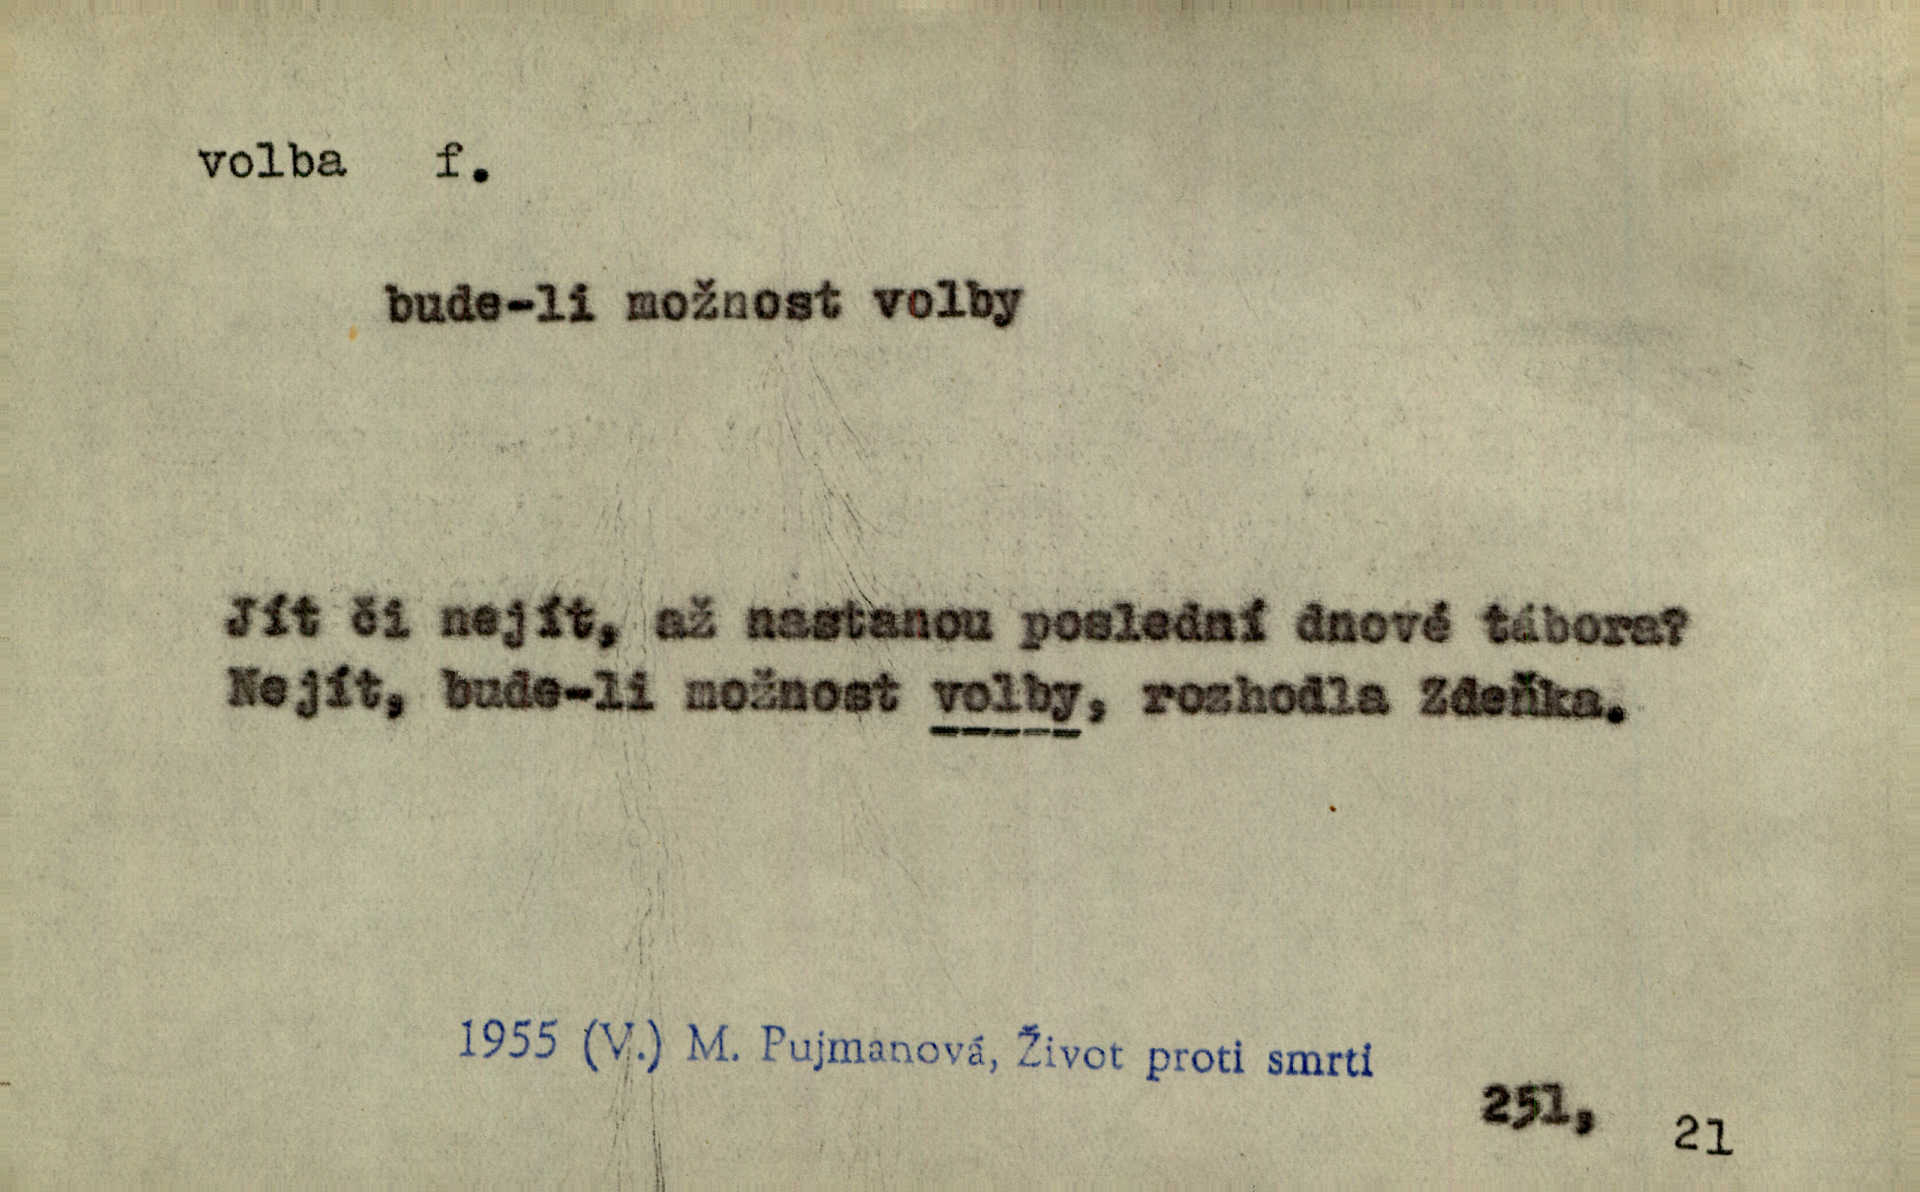 volba f.
bude-li možnost volby
Jít či nejít, až nastanou poslední dnové tábora?
Nejít, bude-li možnost volby, rozhodla Zdeňka.
1955 (V.) M. Pujmanová, Život proti smrti
251, 21